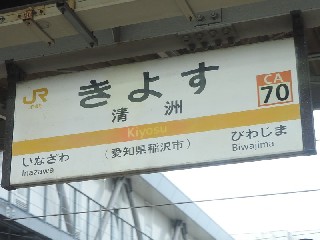 JR
きよす
CA
70
清洲
Kiyosu
いなざわ
Inazawa
(愛知県稲沢市)
びわじま
Biwajima